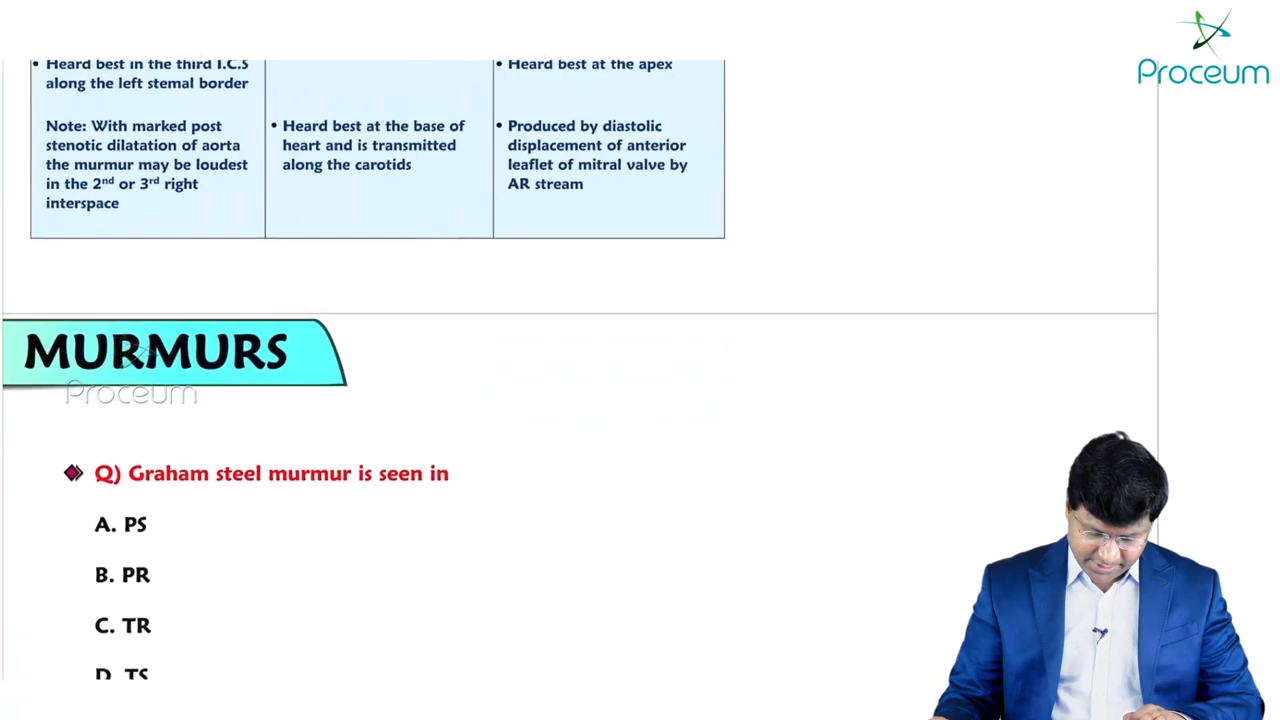 Proceum
• Heard best in the third I.C.S
along the left stemal border
Note: With marked post
stenotic dilatation of aorta
the murmur may be loudest
in the 2nd or 3rd right
interspace
• Heard best at the base of
heart and is transmitted
along the carotids
• Heard best at the apex
• Produced by diastolic
displacement of anterior
leaflet of mitral valve by
AR stream
MURMURS
Proceum
Q) Graham steel murmur is seen in
A. PS
B. PR
C. TR
D. TS